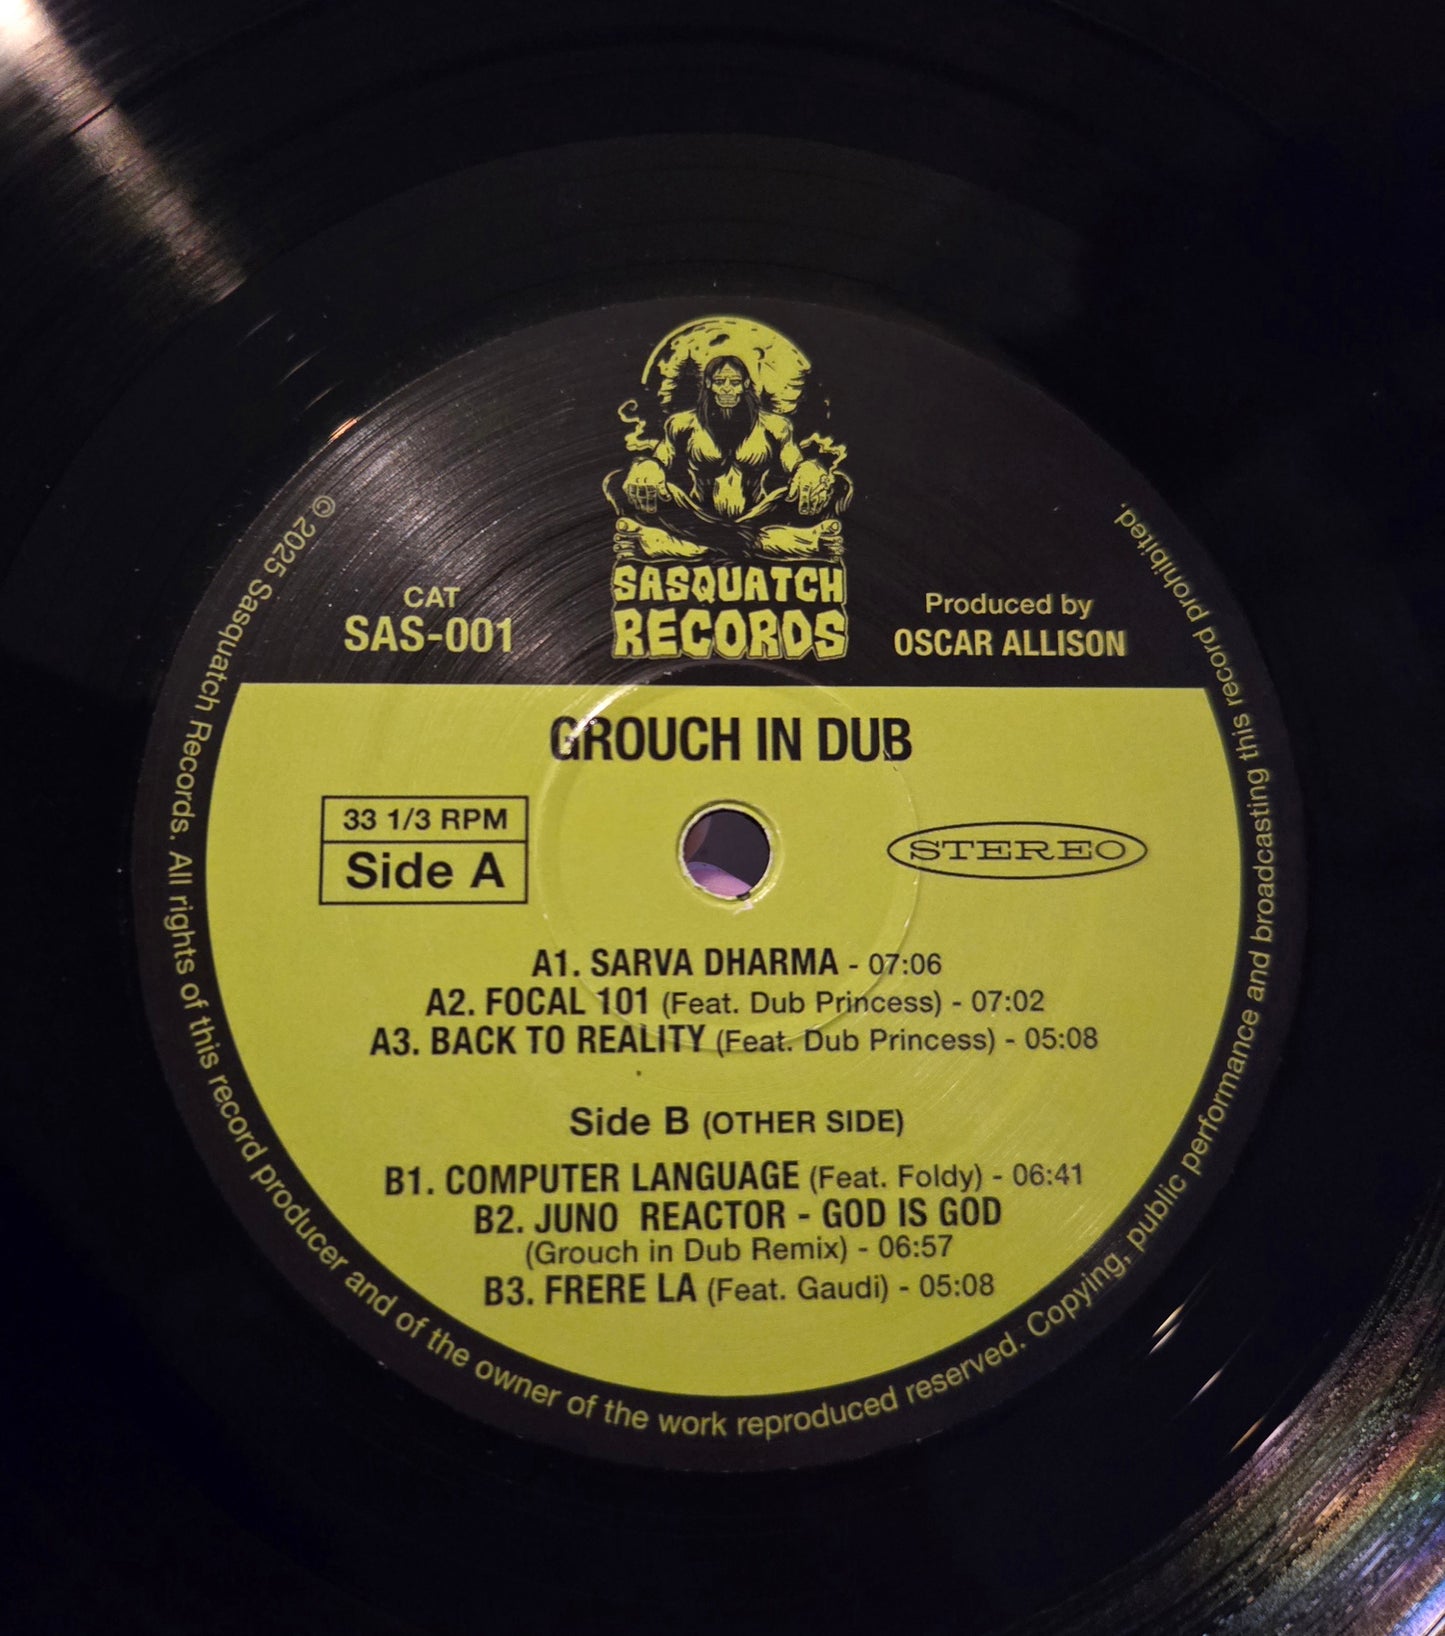 SASQUATCH
RECORDS
CAT
SAS-001
Produced by
OSCAR ALLISON
GROUCH IN DUB
33 1/3 RPM
Side A
STEREO
A1. SARVA DHARMA - 07:06
A2. FOCAL 101 (Feat. Dub Princess) - 07:02
A3. BACK TO REALITY (Feat. Dub Princess) - 05:08
Side B (OTHER SIDE)
B1. COMPUTER LANGUAGE (Feat. Foldy) - 06:41
B2. JUNO REACTOR - GOD IS GOD
(Grouch in Dub Remix) - 06:57
B3. FRERE LA (Feat. Gaudi) - 05:08
© 2025 Sasquatch Records. All rights of this record producer and of the owner of the work reproduced reserved. Copying, public performance and broadcasting this record prohibited.